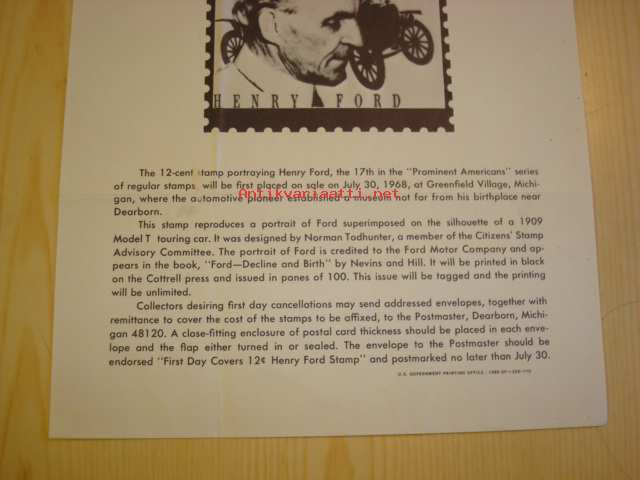 HENRY FORD
The 12-cent stamp portraying Henry Ford, the 17th in the "Prominent Americans" series
of regular stamps, will be first placed on sale on July 30, 1968, at Greenfield Village, Michi-
gan, where the automotive pioneer established a museum not far from his birthplace near
Dearborn.
Antikvariaatti.net
This stamp reproduces a portrait of Ford superimposed on the silhouette of a 1909
Model T touring car. It was designed by Norman Todhunter, a member of the Citizens' Stamp
Advisory Committee. The portrait of Ford is credited to the Ford Motor Company and ap-
pears in the book, "Ford—Decline and Birth" by Nevins and Hill. It will be printed in black
on the Cottrell press and issued in panes of 100. This issue will be tagged and the printing
will be unlimited.
Collectors desiring first day cancellations may send addressed envelopes, together with
remittance to cover the cost of the stamps to be affixed, to the Postmaster, Dearborn, Michi-
gan 48120. A close-fitting enclosure of postal card thickness should be placed in each enve-
lope and the flap either turned in or sealed. The envelope to the Postmaster should be
endorsed "First Day Covers 12¢ Henry Ford Stamp" and postmarked no later than July 30.
U.S. GOVERNMENT PRINTING OFFICE : 1968